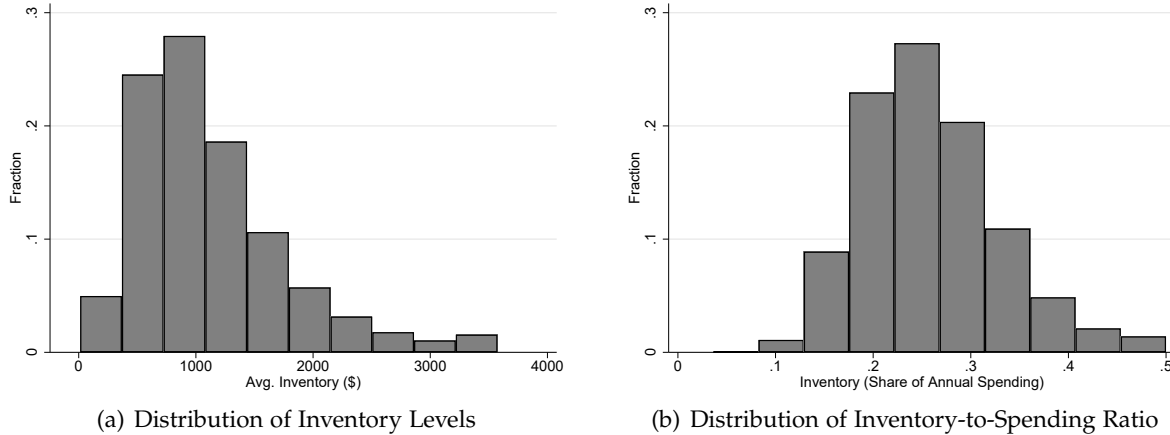 .3
.2
.1
0
Fraction
0 1000 2000 3000 4000
Avg. Inventory ($)
(a) Distribution of Inventory Levels
.3
.2
.1
0
Fraction
0 .1 .2 .3 .4 .5
Inventory (Share of Annual Spending)
(b) Distribution of Inventory-to-Spending Ratio